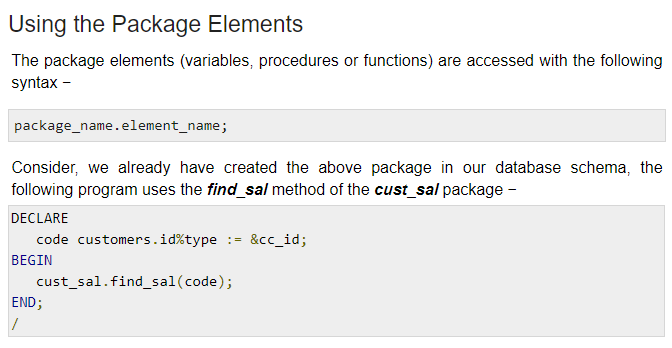 Using the Package Elements
The package elements (variables, procedures or functions) are accessed with the following
syntax −
package_name.element_name;
Consider, we already have created the above package in our database schema, the
following program uses the find_sal method of the cust_sal package −
DECLARE
   code customers.id%type := &cc_id;
BEGIN
   cust_sal.find_sal(code);
END;
/